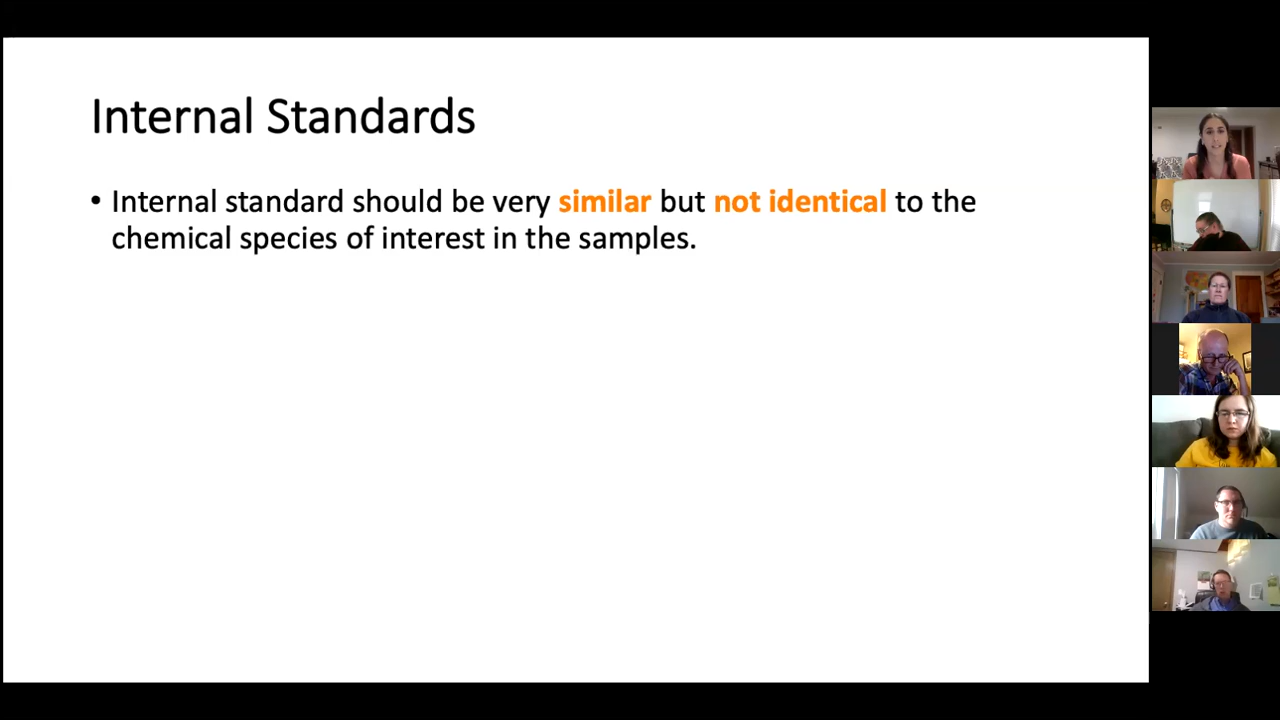 Internal Standards
• Internal standard should be very similar but not identical to the
chemical species of interest in the samples.